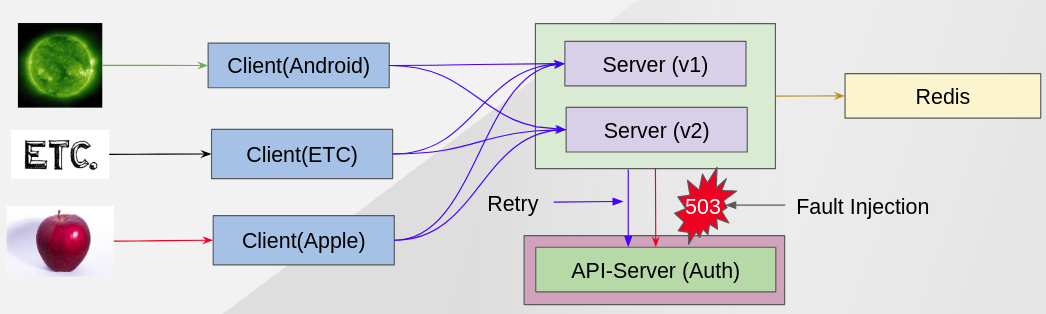 Client(Android)
Server (v1)
Redis
Server (v2)
ETC.
Client(ETC)
Retry
503
Fault Injection
Client(Apple)
API-Server (Auth)